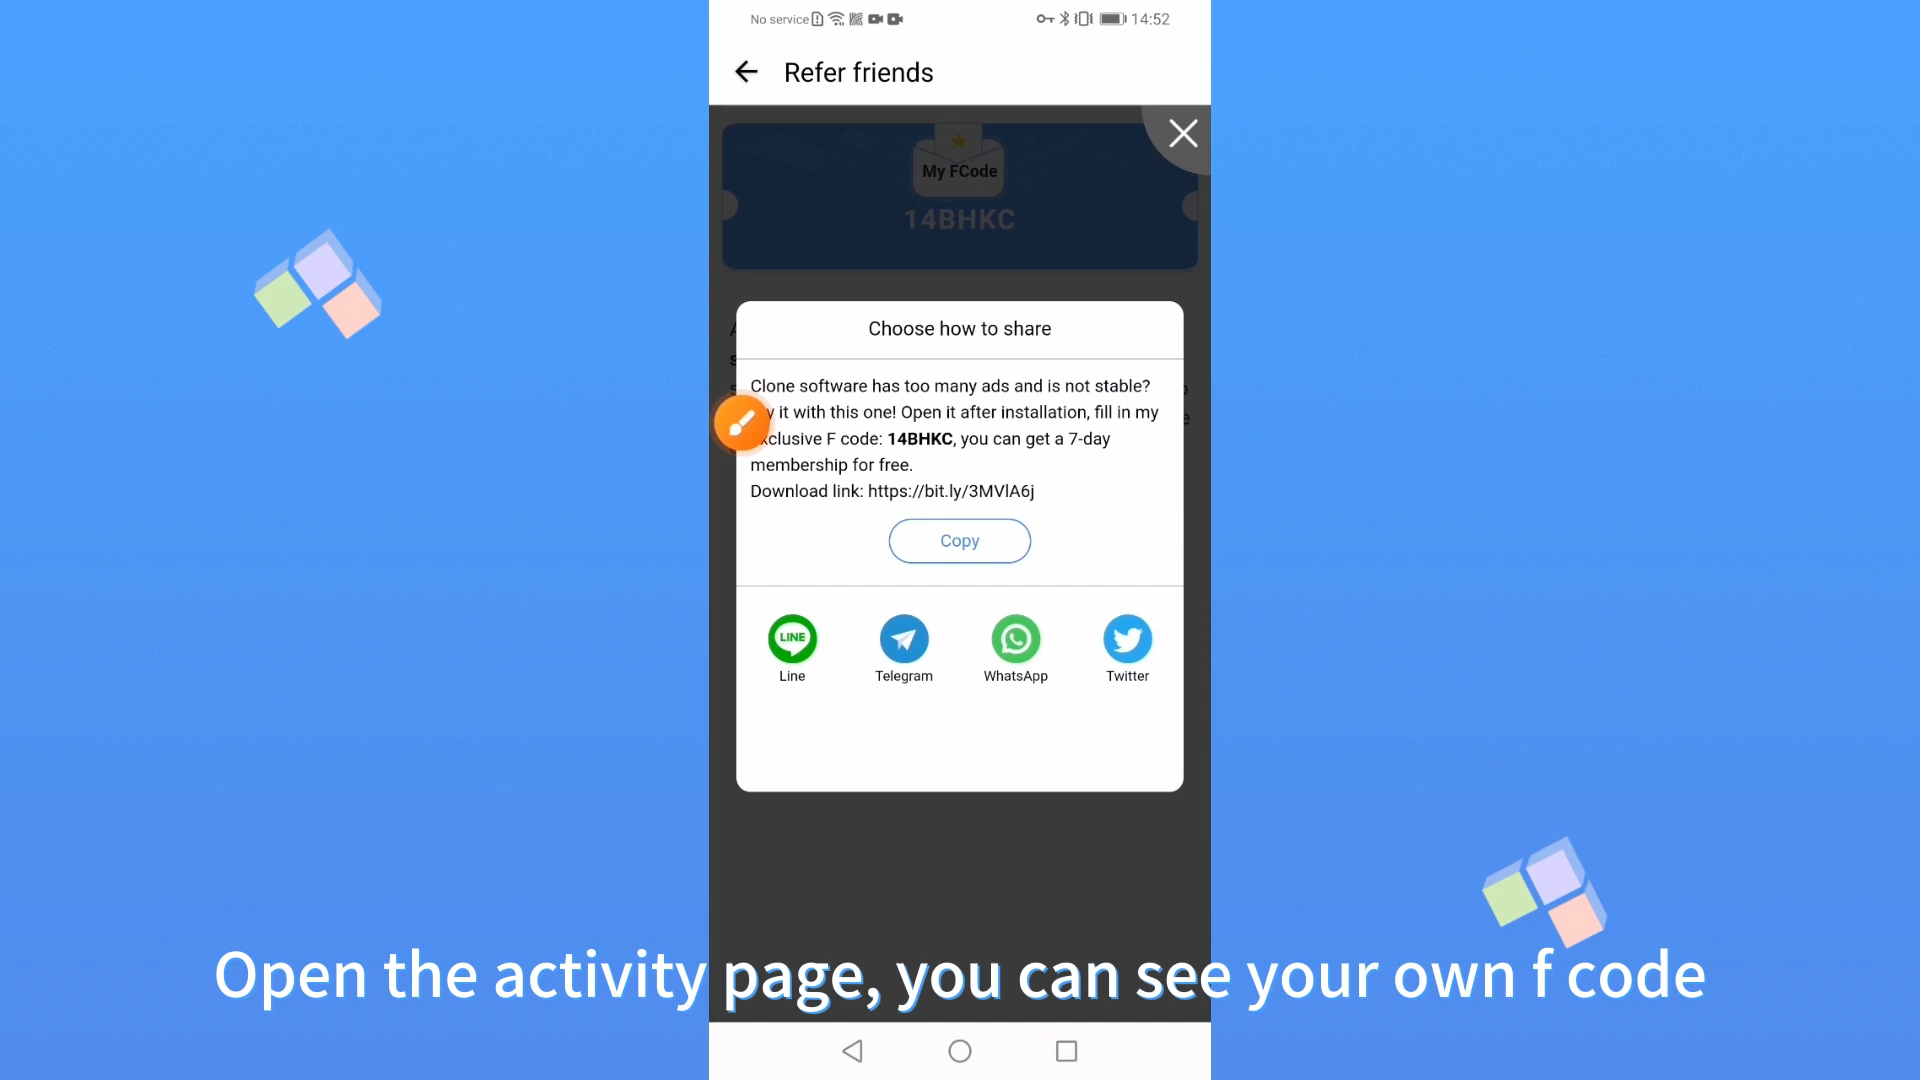 No service
14:52
Refer friends
My FCode
14BHKC
Choose how to share
Clone software has too many ads and is not stable?
y it with this one! Open it after installation, fill in my
xclusive F code: 14BHKC, you can get a 7-day
membership for free.
Download link: https://bit.ly/3MVlA6j
Copy
LINE
Line
Telegram
WhatsApp
Twitter
Open the activity page, you can see your own f code